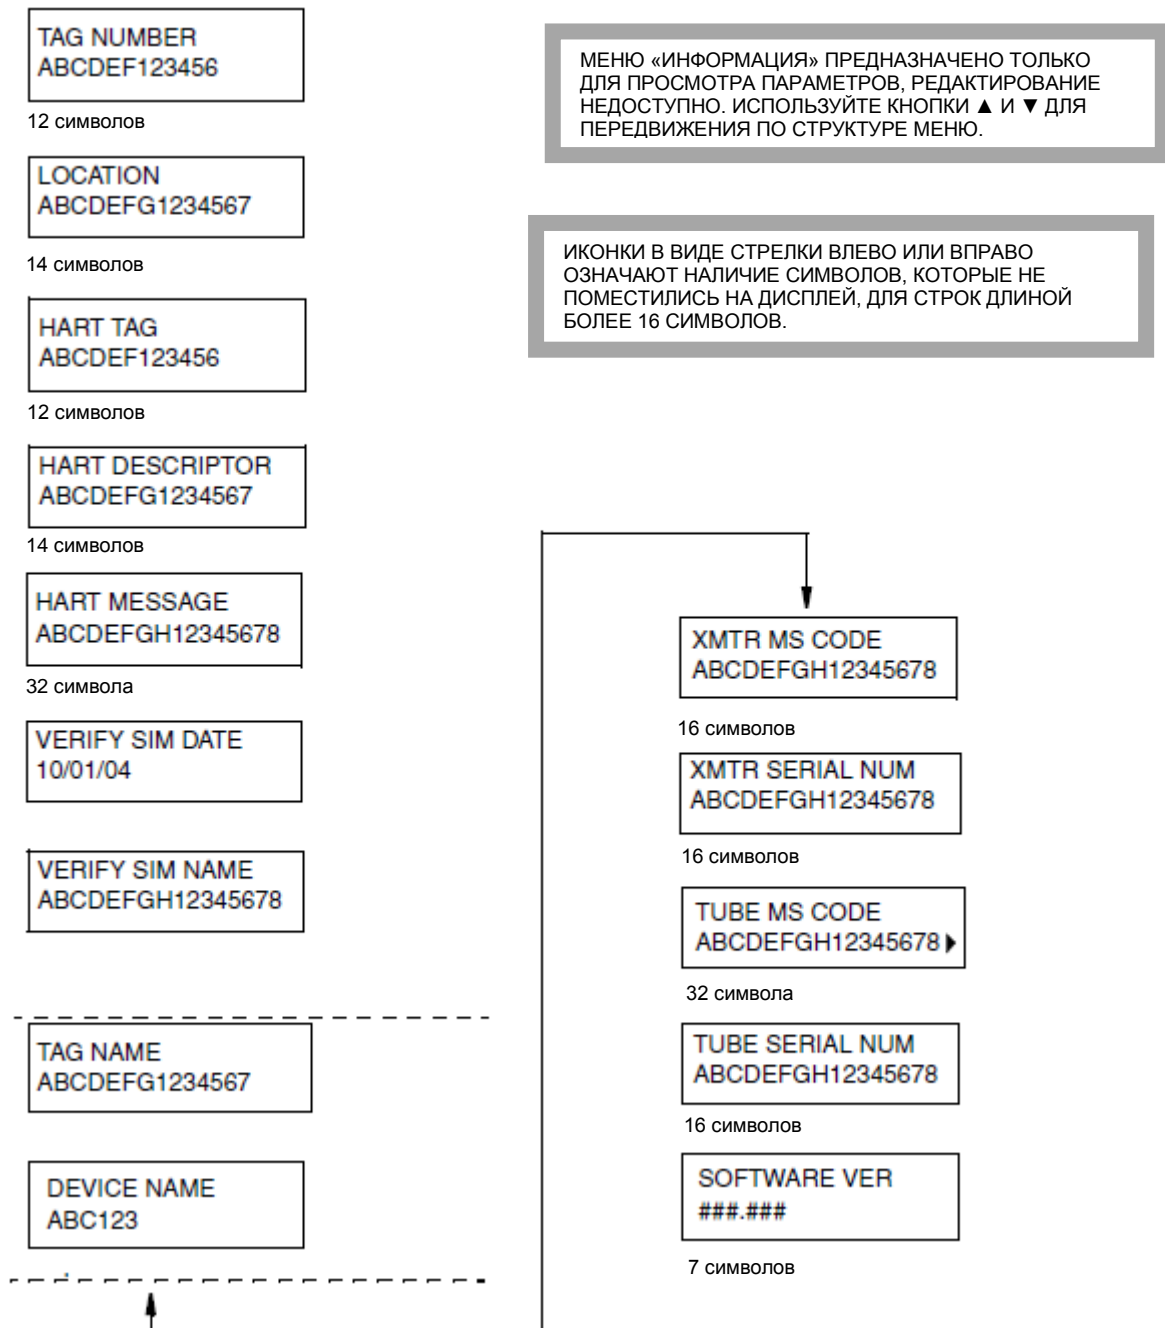 TAG NUMBER
ABCDEF123456
12 символов
LOCATION
ABCDEFG1234567
14 символов
HART TAG
ABCDEF123456
12 символов
HART DESCRIPTOR
ABCDEFG1234567
14 символов
HART MESSAGE
ABCDEFGH12345678
32 символа
VERIFY SIM DATE
10/01/04
VERIFY SIM NAME
ABCDEFGH12345678
TAG NAME
ABCDEFG1234567
DEVICE NAME
ABC123
МЕНЮ «ИНФОРМАЦИЯ» ПРЕДНАЗНАЧЕНО ТОЛЬКО
ДЛЯ ПРОСМОТРА ПАРАМЕТРОВ, РЕДАКТИРОВАНИЕ
НЕДОСТУПНО. ИСПОЛЬЗУЙТЕ КНОПКИ ▲ И ▼ ДЛЯ
ПЕРЕДВИЖЕНИЯ ПО СТРУКТУРЕ МЕНЮ.
ИКОНКИ В ВИДЕ СТРЕЛКИ ВЛЕВО ИЛИ ВПРАВО
ОЗНАЧАЮТ НАЛИЧИЕ СИМВОЛОВ, КОТОРЫЕ НЕ
ПОМЕСТИЛИСЬ НА ДИСПЛЕЙ, ДЛЯ СТРОК ДЛИНОЙ
БОЛЕЕ 16 СИМВОЛОВ.
XMTR MS CODE
ABCDEFGH12345678
16 символов
XMTR SERIAL NUM
ABCDEFGH12345678
16 символов
TUBE MS CODE
ABCDEFGH12345678
32 символа
TUBE SERIAL NUM
ABCDEFGH12345678
16 символов
SOFTWARE VER
###.###
7 символов